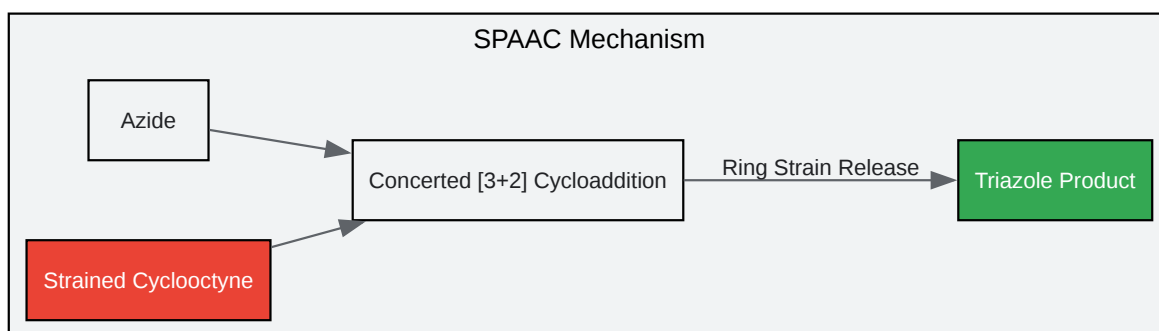 SPAAC Mechanism
Azide
Concerted [3+2] Cycloaddition
Ring Strain Release
Triazole Product
Strained Cyclooctyne